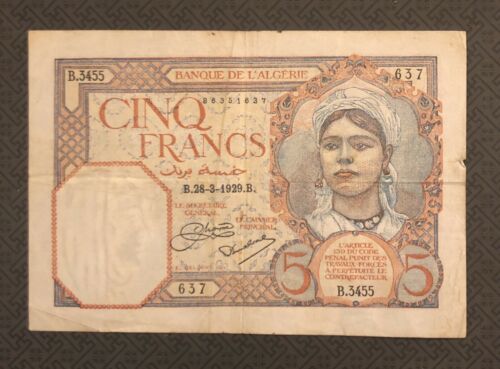 B.3455
BANQUE DE L'ALGÉRIE
637
86351637
CINQ
FRANCS
خمسة فرنك
B.28-3-1929.B.
LE SECRÉTAIRE
GÉNÉRAL
LE CAISSIER
PRINCIPAL
5
L'ARTICLE
139 DU CODE
PÉNAL PUNIT DES
TRAVAUX FORCÉS
À PERPÉTUITÉ LE
CONTREFACTEUR
5
637
B.3455